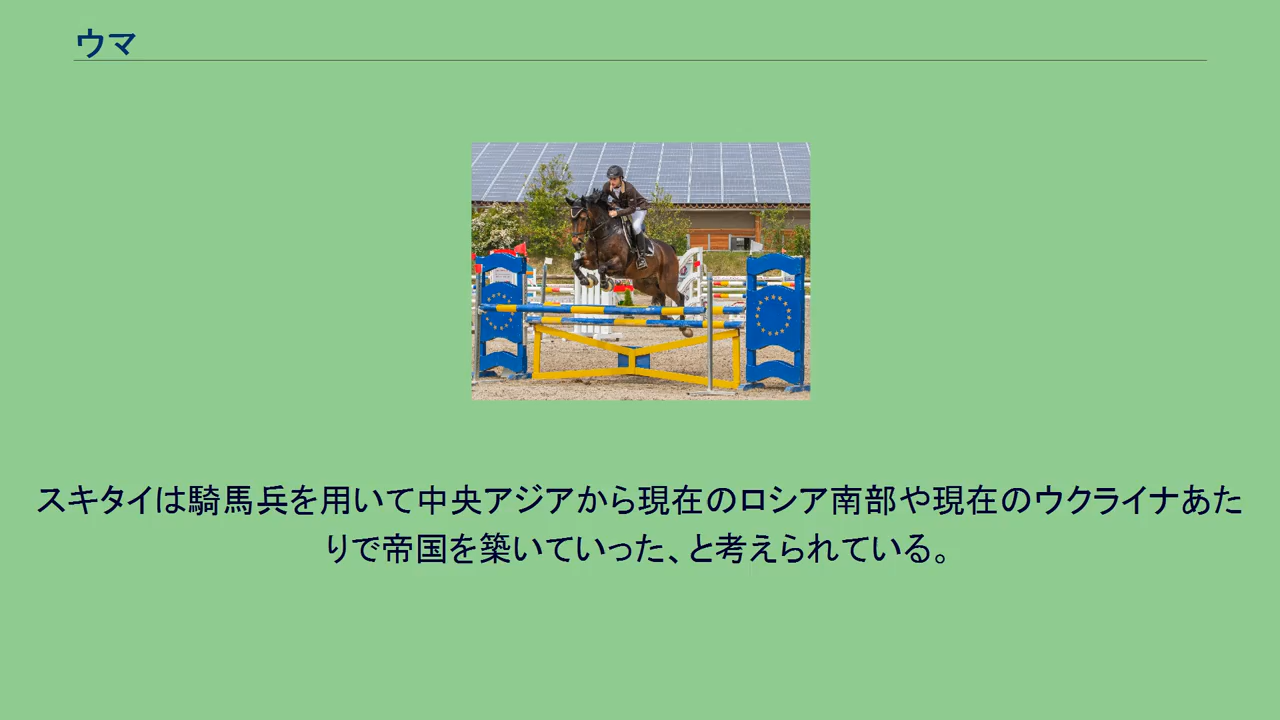 ウマ
スキタイは騎馬兵を用いて中央アジアから現在のロシア南部や現在のウクライナあた
りで帝国を築いていった、と考えられている。